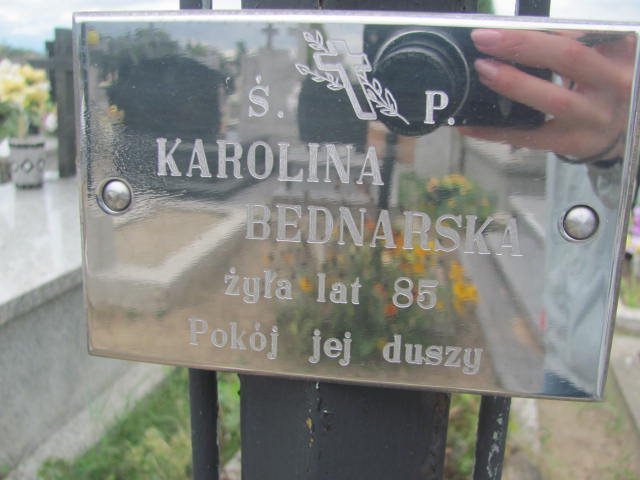 Ś. P.
KAROLINA
BEDNARSKA
żyła lat 85
Pokój jej duszy